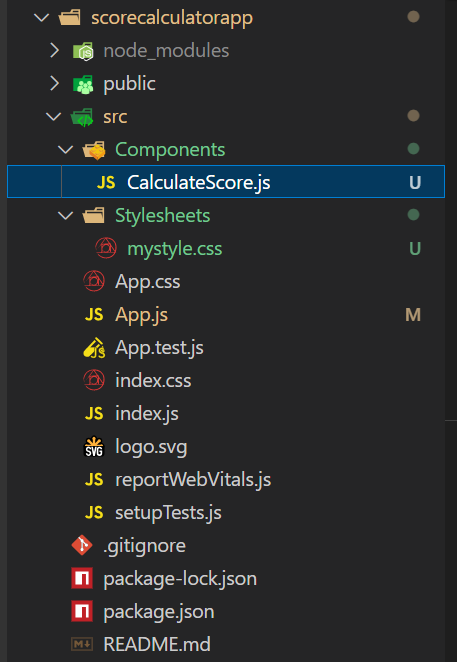 scorecalculatorapp
node_modules
public
src
Components
JS CalculateScore.js U
Stylesheets
mystyle.css U
App.css
JS App.js M
App.test.js
index.css
JS index.js
SVG logo.svg
JS reportWebVitals.js
JS setupTests.js
.gitignore
package-lock.json
package.json
README.md